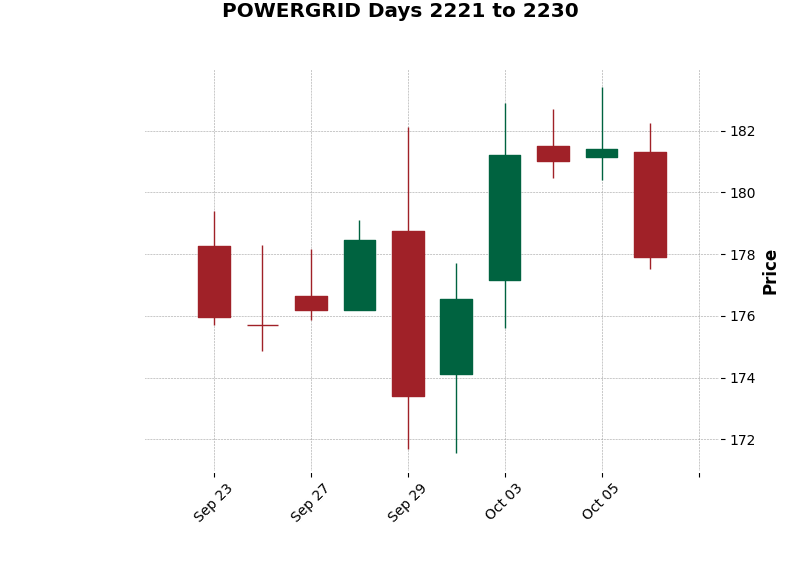 POWERGRID Days 2221 to 2230
182
180
178
176
174
172
Price
Sep 23
Sep 27
Sep 29
Oct 03
Oct 05